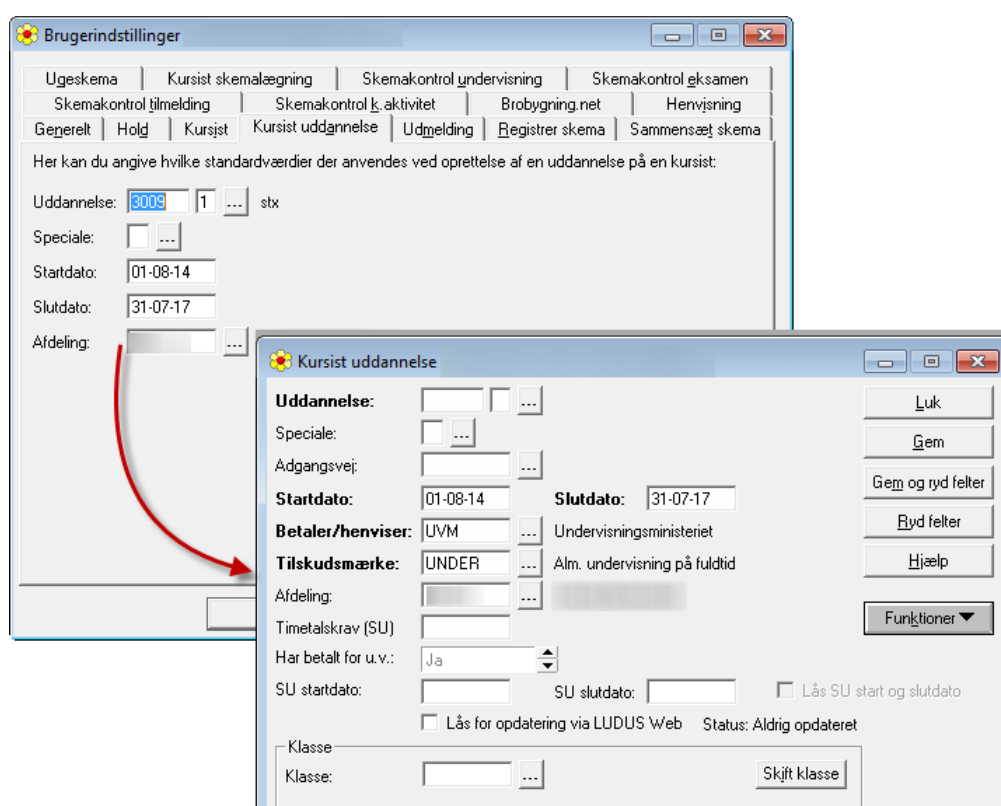 Brugerindstillinger
Ugeskema Kursist skemalægning Skemakontrol undervisning Skemakontrol eksamen
Skemakontrol tilmelding Skemakontrol k. aktivitet Brobygning.net Henvisning
Generelt Hold Kursist Kursist uddannelse Udmelding Registrer skema Sammensæt skema
Her kan du angive hvilke standardværdier der anvendes ved oprettelse af en uddannelse på en kursist:
Uddannelse: 3009 1 ... stx
Speciale: ...
Startdato: 01-08-14
Slutdato: 31-07-17
Afdeling: ...
Kursist uddannelse
Uddannelse: ... Luk
Speciale: ... Gem
Adgangsvej: ... Gem og ryd felter
Startdato: 01-08-14 Slutdato: 31-07-17
Betaler/henviser: UVM ... Undervisningsministeriet Ryd felter
Tilskudsmærke: UNDER ... Alm. undervisning på fuldtid Hjælp
Afdeling: ...
Timetalskrav (SU) Funktioner
Har betalt for u.v.: Ja
SU startdato: SU slutdato: Lås SU start og slutdato
Lås for opdatering via LUDUS Web Status: Aldrig opdateret
Klasse
Klasse: ... Skift klasse